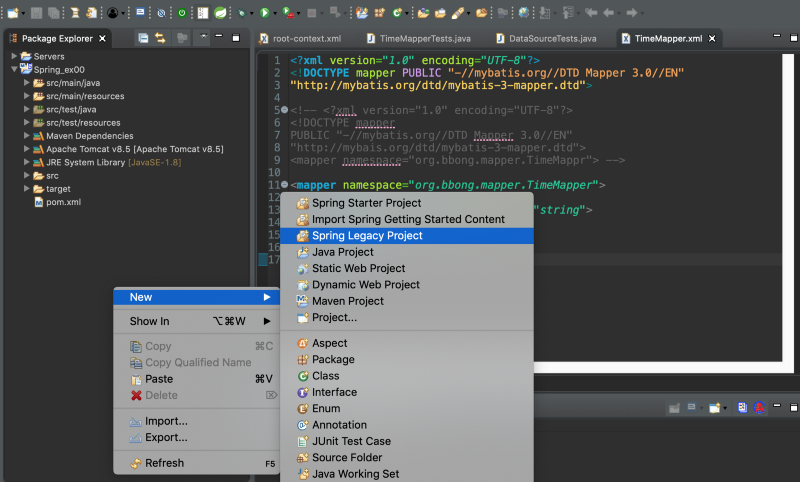 Package Explorer
Servers
Spring_ex00
src/main/java
src/main/resources
src/test/java
src/test/resources
Maven Dependencies
Apache Tomcat v8.5 [Apache Tomcat v8.5]
JRE System Library [JavaSE-1.8]
src
target
pom.xml
root-context.xml
TimeMapperTests.java
DataSourceTests.java
TimeMapper.xml
1 <?xml version="1.0" encoding="UTF-8"?>
2 <!DOCTYPE mapper PUBLIC "-//mybatis.org//DTD Mapper 3.0//EN"
3 "http://mybatis.org/dtd/mybatis-3-mapper.dtd">
4
5 <!-- <?xml version="1.0" encoding="UTF-8"?>
6 <!DOCTYPE mapper
7 PUBLIC "-//mybatis.org//DTD Mapper 3.0//EN"
8 "http://mybais.org/dtd/mybatis-3-mapper.dtd">
9 <mapper namespace="org.bbong.mapper.TimeMappr"> -->
10
11 <mapper namespace="org.bbong.mapper.TimeMapper">
12
13 "string">
14
15
16
17
New
Show In ⌥⌘W
Copy ⌘C
Copy Qualified Name
Paste ⌘V
Delete ⌦
Import...
Export...
Refresh F5
Spring Starter Project
Import Spring Getting Started Content
Spring Legacy Project
Java Project
Static Web Project
Dynamic Web Project
Maven Project
Project...
Aspect
Package
Class
Interface
Enum
Annotation
JUnit Test Case
Source Folder
Java Working Set